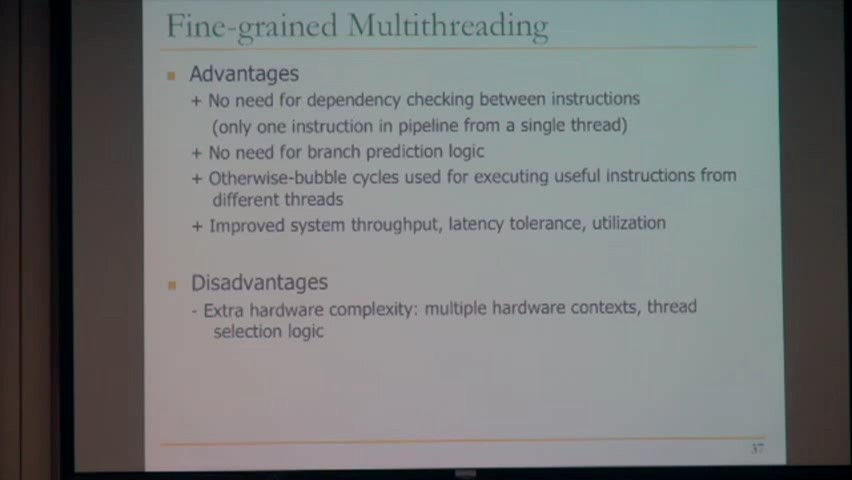 Fine-grained Multithreading
Advantages
+ No need for dependency checking between instructions
(only one instruction in pipeline from a single thread)
+ No need for branch prediction logic
+ Otherwise-bubble cycles used for executing useful instructions from
different threads
+ Improved system throughput, latency tolerance, utilization
Disadvantages
- Extra hardware complexity: multiple hardware contexts, thread
selection logic
37